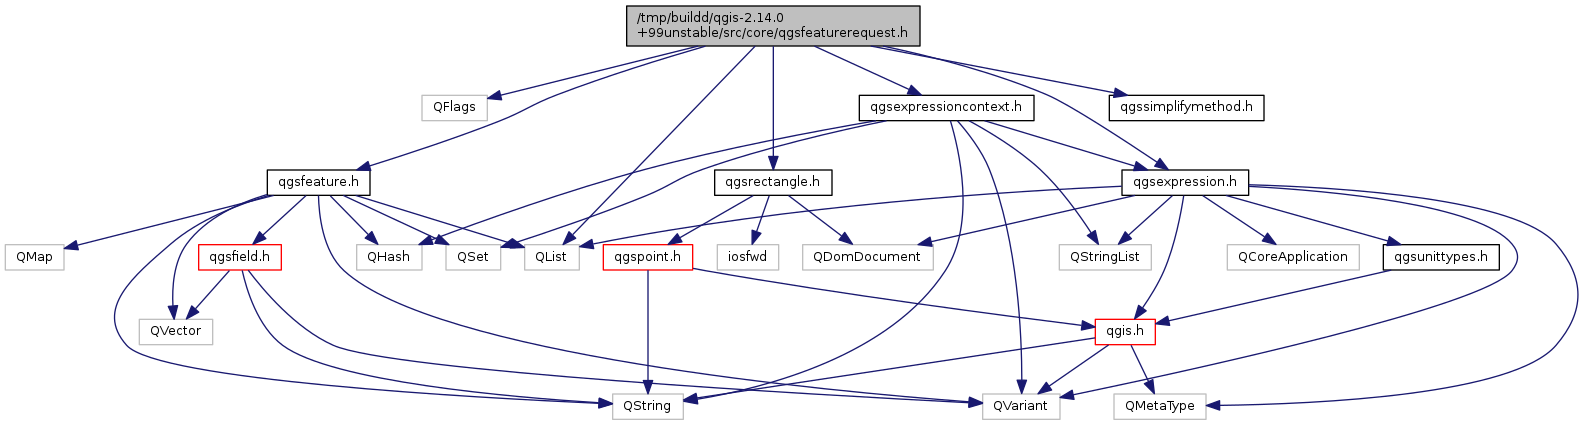 /tmp/buildd/qgis-2.14.0
+99unstable/src/core/qgsfeaturerequest.h
QFlags
qgsexpressioncontext.h
qgssimplifymethod.h
qgsfeature.h
qgsrectangle.h
qgsexpression.h
QMap
qgsfield.h
QHash
QSet
QList
qgspoint.h
iosfwd
QDomDocument
QStringList
QCoreApplication
qgsunittypes.h
QVector
qgis.h
QString
QVariant
QMetaType